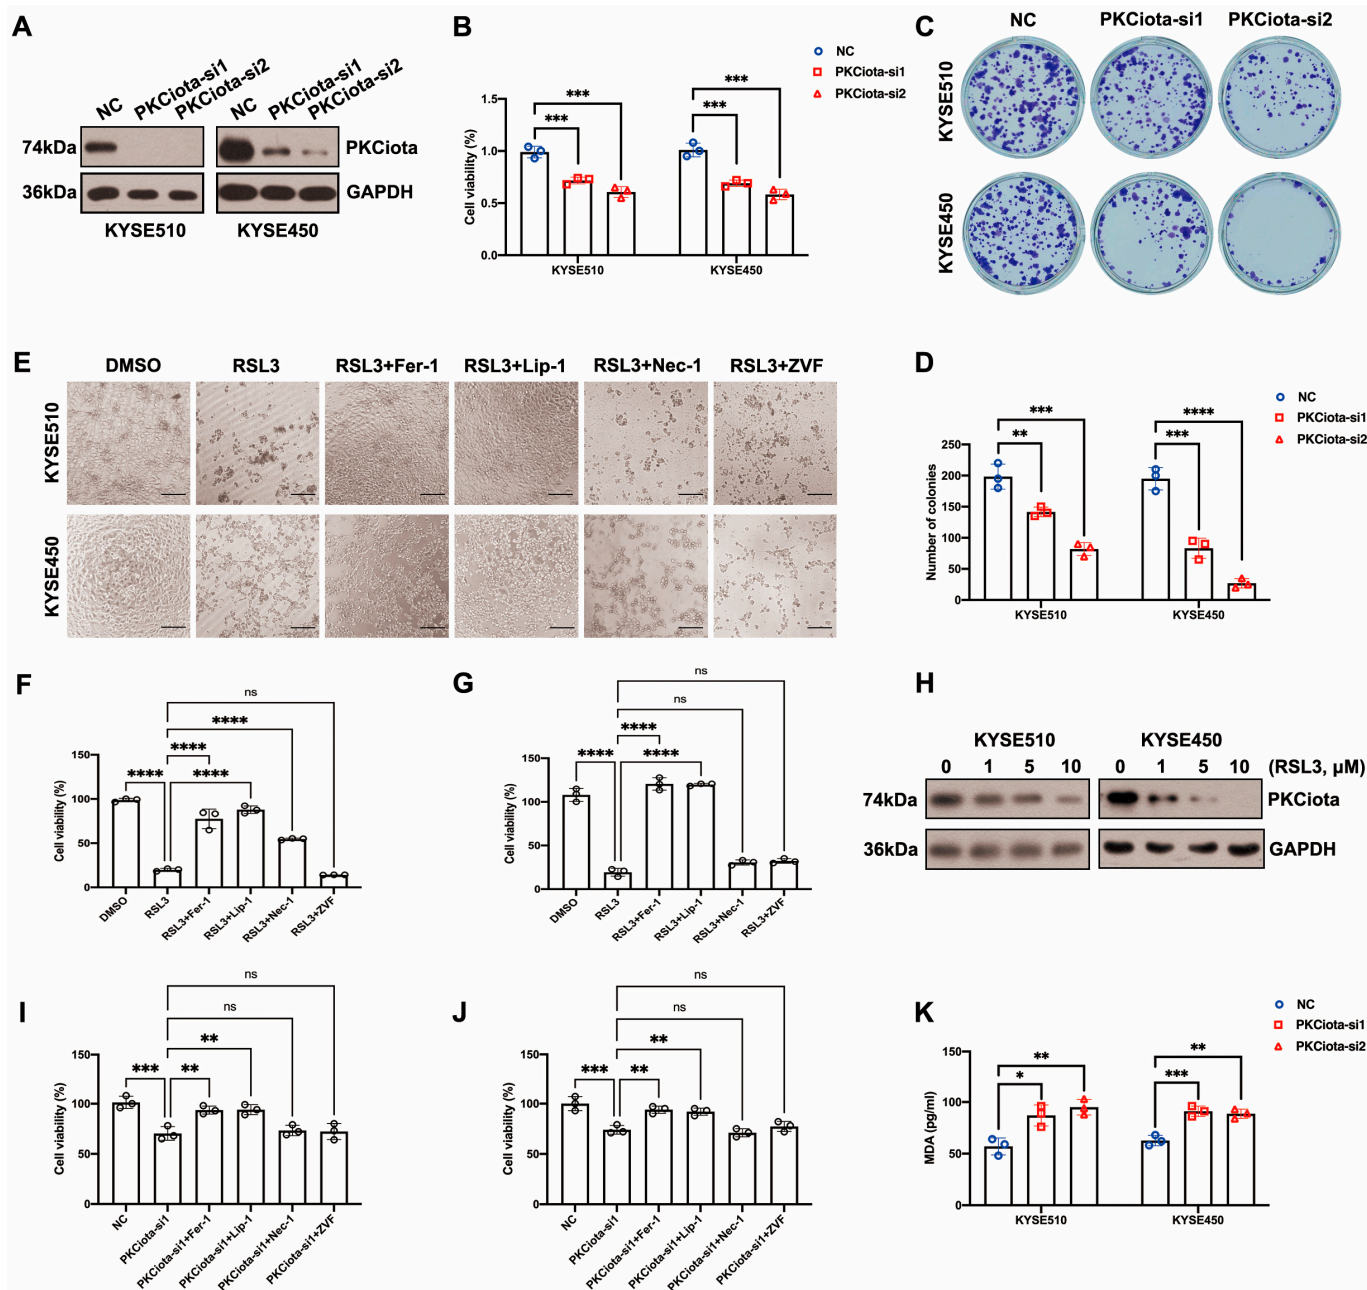 A
NC
PKCiota-si1
PKCiota-si2
NC
PKCiota-si1
PKCiota-si2
74kDa
PKCiota
36kDa
GAPDH
KYSE510
KYSE450
B
NC
PKCiota-si1
PKCiota-si2
***
***
***
***
1.5
1.0
0.5
0.0
Cell viability (%)
KYSE510
KYSE450
C
NC
PKCiota-si1
PKCiota-si2
KYSE510
KYSE450
E
DMSO
RSL3
RSL3+Fer-1
RSL3+Lip-1
RSL3+Nec-1
RSL3+ZVF
KYSE510
KYSE450
D
NC
PKCiota-si1
PKCiota-si2
***
**
****
***
250
200
150
100
50
0
Number of colonies
KYSE510
KYSE450
F
ns
****
****
****
****
150
100
50
0
Cell viability (%)
DMSO
RSL3
RSL3+Fer-1
RSL3+Lip-1
RSL3+Nec-1
RSL3+ZVF
G
ns
ns
****
****
****
150
100
50
0
Cell viability (%)
DMSO
RSL3
RSL3+Fer-1
RSL3+Lip-1
RSL3+Nec-1
RSL3+ZVF
H
KYSE510
KYSE450
0 1 5 10 0 1 5 10 (RSL3, μM)
74kDa
PKCiota
36kDa
GAPDH
I
ns
ns
**
***
**
150
100
50
0
Cell viability (%)
NC
PKCiota-si1
PKCiota-si1+Fer-1
PKCiota-si1+Lip-1
PKCiota-si1+Nec-1
PKCiota-si1+ZVF
J
ns
ns
**
***
**
150
100
50
0
Cell viability (%)
NC
PKCiota-si1
PKCiota-si1+Fer-1
PKCiota-si1+Lip-1
PKCiota-si1+Nec-1
PKCiota-si1+ZVF
K
NC
PKCiota-si1
PKCiota-si2
**
*
**
***
150
100
50
0
MDA (pg/ml)
KYSE510
KYSE450